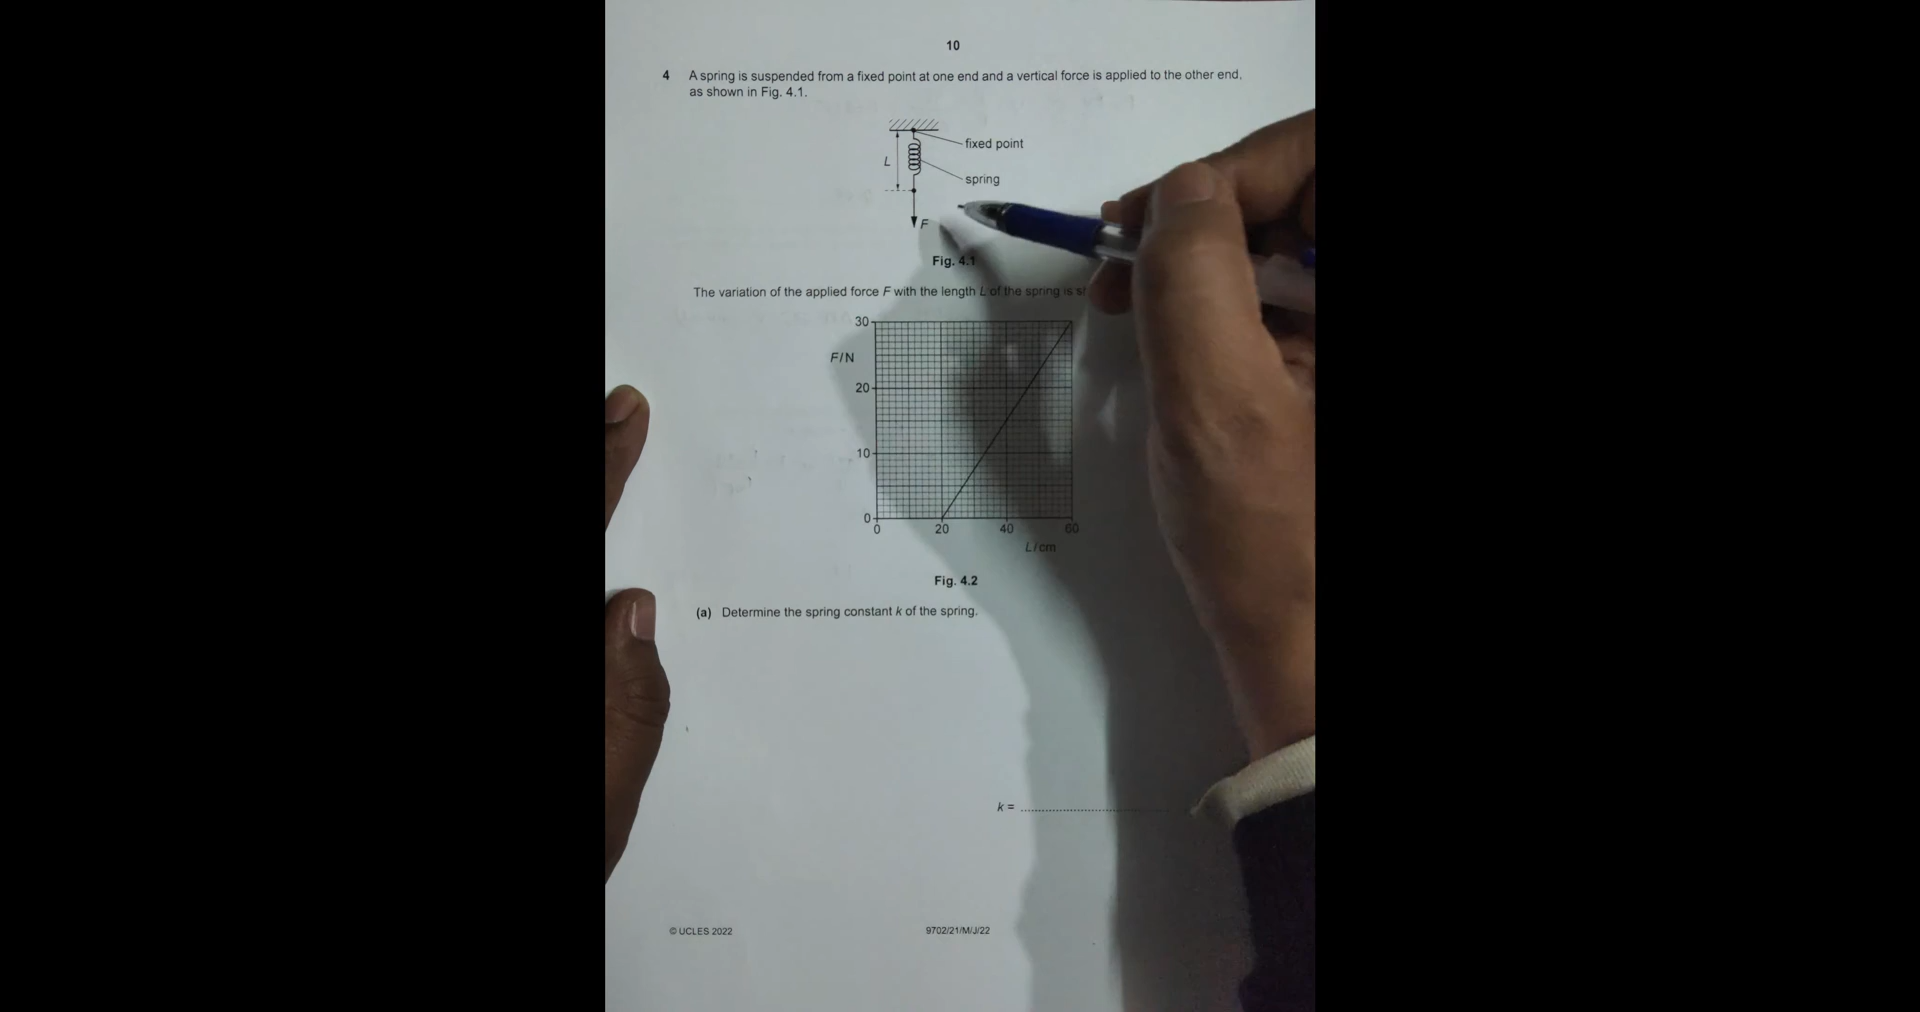 10
4 A spring is suspended from a fixed point at one end and a vertical force is applied to the other end,
as shown in Fig. 4.1.
fixed point
L
spring
F
Fig. 4.1
The variation of the applied force F with the length L of the spring is
30
F/N
20
10
0
0 20 40 60
L/cm
Fig. 4.2
(a) Determine the spring constant k of the spring.
k = ........................
© UCLES 2022 9702/21/M/J/22